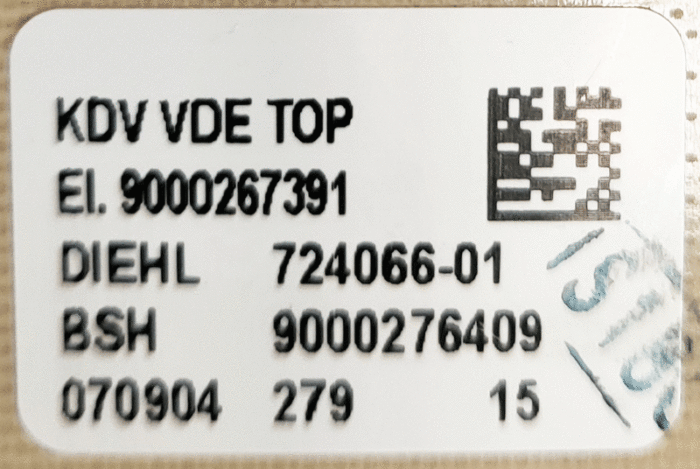 KDV VDE TOP
El. 9000267391
DIEHL 724066-01
BSH 9000276409
070904 279 15